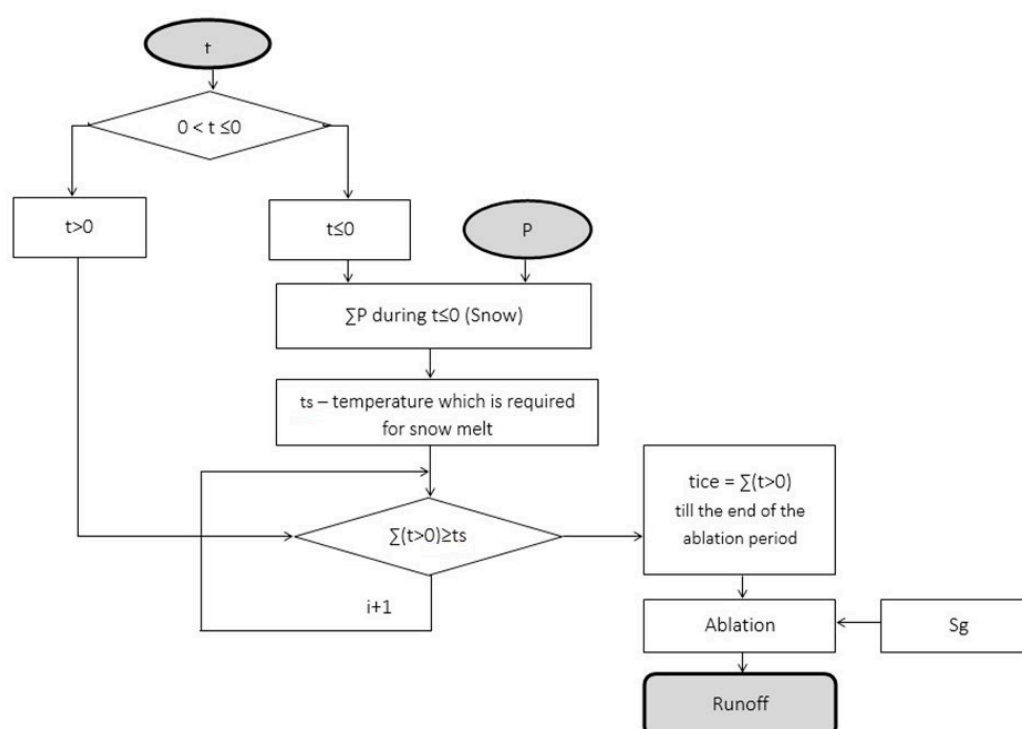 t
0 < t ≤0
t>0
t≤0
P
∑P during t≤0 (Snow)
ts – temperature which is required
for snow melt
∑(t>0)≥ts
i+1
tice = ∑(t>0)
till the end of the
ablation period
Ablation
Sg
Runoff